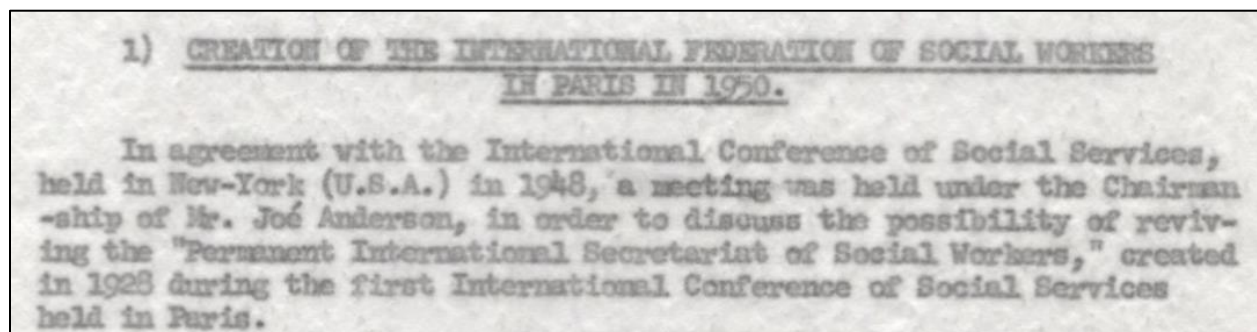 1) CREATION OF THE INTERNATIONAL FEDERATION OF SOCIAL WORKERS
IN PARIS IN 1950.
In agreement with the International Conference of Social Services,
held in New-York (U.S.A.) in 1948, a meeting was held under the Chairman
-ship of Mr. Joé Anderson, in order to discuss the possibility of reviv-
ing the "Permanent International Secretariat of Social Workers," created
in 1928 during the first International Conference of Social Services
held in Paris.